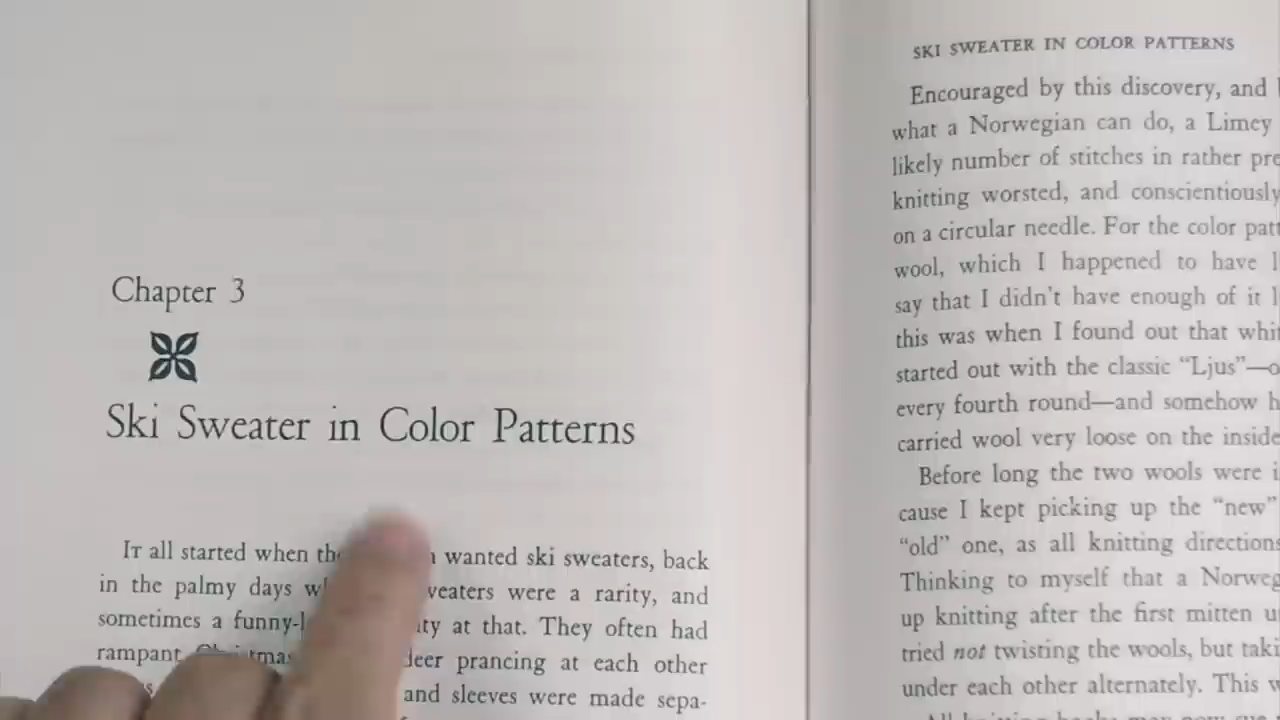 Chapter 3
Ski Sweater in Color Patterns
IT all started when wanted ski sweaters, back
in the palmy days were a rarity, and
sometimes a at that. They often had
rampant prancing at each other
and sleeves were made sepa-
SKI SWEATER IN COLOR PATTERNS
Encouraged by this discovery, and
what a Norwegian can do, a Limey
likely number of stitches in rather
knitting worsted, and conscientiously
on a circular needle. For the color
wool, which I happened to have
say that I didn't have enough of it
this was when I found out that
started out with the classic "Ljus"—
every fourth round—and somehow
carried wool very loose on the inside
Before long the two wools were
cause I kept picking up the "new"
"old" one, as all knitting directions
Thinking to myself that a
up knitting after the first mitten
tried not twisting the wools, but
under each other alternately. This